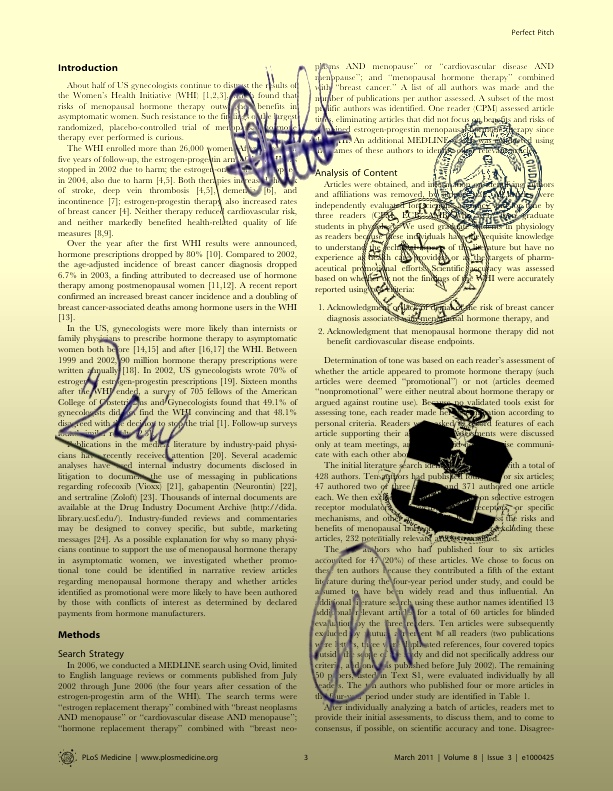 Perfect Pitch
Introduction
About half of US gynecologists continue to distrust the results of
the Women's Health Initiative (WHI) [1,2,3], which found that
risks of menopausal hormone therapy outweigh benefits in
asymptomatic women. Such resistance to the findings of the largest
randomized, placebo-controlled trial of menopausal hormone
therapy ever performed is curious.
The WHI enrolled more than 26,000 women. After
five years of follow-up, the estrogen-progestin arm
stopped in 2002 due to harm; the estrogen-only
in 2004, also due to harm [4,5]. Both therapies increased
of stroke, deep vein thrombosis [4,5], dementia [6], and
incontinence [7]; estrogen-progestin therapy also increased rates
of breast cancer [4]. Neither therapy reduced cardiovascular risk,
and neither markedly benefited health-related quality of life
measures [8,9].
Over the year after the first WHI results were announced,
hormone prescriptions dropped by 80% [10]. Compared to 2002,
the age-adjusted incidence of breast cancer diagnosis dropped
6.7% in 2003, a finding attributed to decreased use of hormone
therapy among postmenopausal women [11,12]. A recent report
confirmed an increased breast cancer incidence and a doubling of
breast cancer-associated deaths among hormone users in the WHI
[13].
In the US, gynecologists were more likely than internists or
family physicians to prescribe hormone therapy to asymptomatic
women both before [14,15] and after [16,17] the WHI. Between
1999 and 2002, 90 million hormone therapy prescriptions were
written annually [18]. In 2002, US gynecologists wrote 70% of
estrogen/estrogen-progestin prescriptions [19]. Sixteen months
after the WHI ended, a survey of 705 fellows of the American
College of Obstetricians and Gynecologists found that 49.1% of
gynecologists did not find the WHI convincing and that 48.1%
disagreed with the decision to stop the trial [1]. Follow-up surveys
Publications in the medical literature by industry-paid physi-
cians have recently received attention [20]. Several academic
analyses have used internal industry documents disclosed in
litigation to document the use of messaging in publications
regarding rofecoxib (Vioxx) [21], gabapentin (Neurontin) [22],
and sertraline (Zoloft) [23]. Thousands of internal documents are
available at the Drug Industry Document Archive (http://dida.
library.ucsf.edu/). Industry-funded reviews and commentaries
may be designed to convey specific, but subtle, marketing
messages [24]. As a possible explanation for why so many physi-
cians continue to support the use of menopausal hormone therapy
in asymptomatic women, we investigated whether promo-
tional tone could be identified in narrative review articles
regarding menopausal hormone therapy and whether articles
identified as promotional were more likely to have been authored
by those with conflicts of interest as determined by declared
payments from hormone manufacturers.
Methods
Search Strategy
In 2006, we conducted a MEDLINE search using Ovid, limited
to English language reviews or comments published from July
2002 through June 2006 (the four years after cessation of the
estrogen-progestin arm of the WHI). The search terms were
"estrogen replacement therapy" combined with "breast neoplasms
AND menopause" or "cardiovascular disease AND menopause";
"hormone replacement therapy" combined with "breast neo-
plasms AND menopause" or "cardiovascular disease AND
menopause"; and "menopausal hormone therapy" combined
with "breast cancer." A list of all authors was made and the
number of publications per author assessed. A subset of the most
prolific authors was identified. One reader (CPM) assessed article
titles, eliminating articles that did not focus on benefits and risks of
combined estrogen-progestin menopausal hormone therapy since
An additional MEDLINE search was conducted using
names of these authors to identify other relevant
Analysis of Content
Articles were obtained, and information identifying authors
and affiliations was removed, by
independently evaluated for by
three readers (CPM, graduate
students in physiology. We used graduate students in physiology
as readers because these individuals have the prerequisite knowledge
to understand the of the literature but have no
experience as health care providers or as the targets of pharm-
aceutical promotional efforts. Scientific accuracy was assessed
based on whether or not the findings of the WHI were accurately
reported using criteria:
1. Acknowledgment or lack of denial of the risk of breast cancer
diagnosis associated with menopausal hormone therapy, and
2. Acknowledgment that menopausal hormone therapy did not
benefit cardiovascular disease endpoints.
Determination of tone was based on each reader's assessment of
whether the article appeared to promote hormone therapy (such
articles were deemed "promotional") or not (articles deemed
"nonpromotional" were either neutral about hormone therapy or
argued against routine use). Because no validated tools exist for
assessing tone, each reader made her determination according to
personal criteria. Readers were asked to record features of each
article supporting their assessments were discussed
only at team meetings, and communi-
cate with each other about
The initial literature search identified with a total of
428 authors. Ten authors had published four or six articles;
47 authored two or three and 371 authored one article
each. We then excluded on selective estrogen
receptor modulators or specific
mechanisms, and other the risks and
benefits of menopausal excluding these
articles, 232 potentially relevant
The ten authors who had published four to six articles
accounted for 47 (20%) of these articles. We chose to focus on
these ten authors because they contributed a fifth of the extant
literature during the four-year period under study, and could be
assumed to have been widely read and thus influential. An
additional literature search using these author names identified 13
additional relevant articles for a total of 60 articles for blinded
evaluation by the three readers. Ten articles were subsequently
excluded by mutual agreement of all readers (two publications
were letters, three were duplicated references, four covered topics
outside the scope of the study and did not specifically address our
criteria, and one was published before July 2002). The remaining
50 papers, listed in Text S1, were evaluated individually by all
readers. The ten authors who published four or more articles in
the four-year period under study are identified in Table 1.
After individually analyzing a batch of articles, readers met to
provide their initial assessments, to discuss them, and to come to
consensus, if possible, on scientific accuracy and tone. Disagree-
PLoS Medicine | www.plosmedicine.org
3
March 2011 | Volume 8 | Issue 3 | e1000425